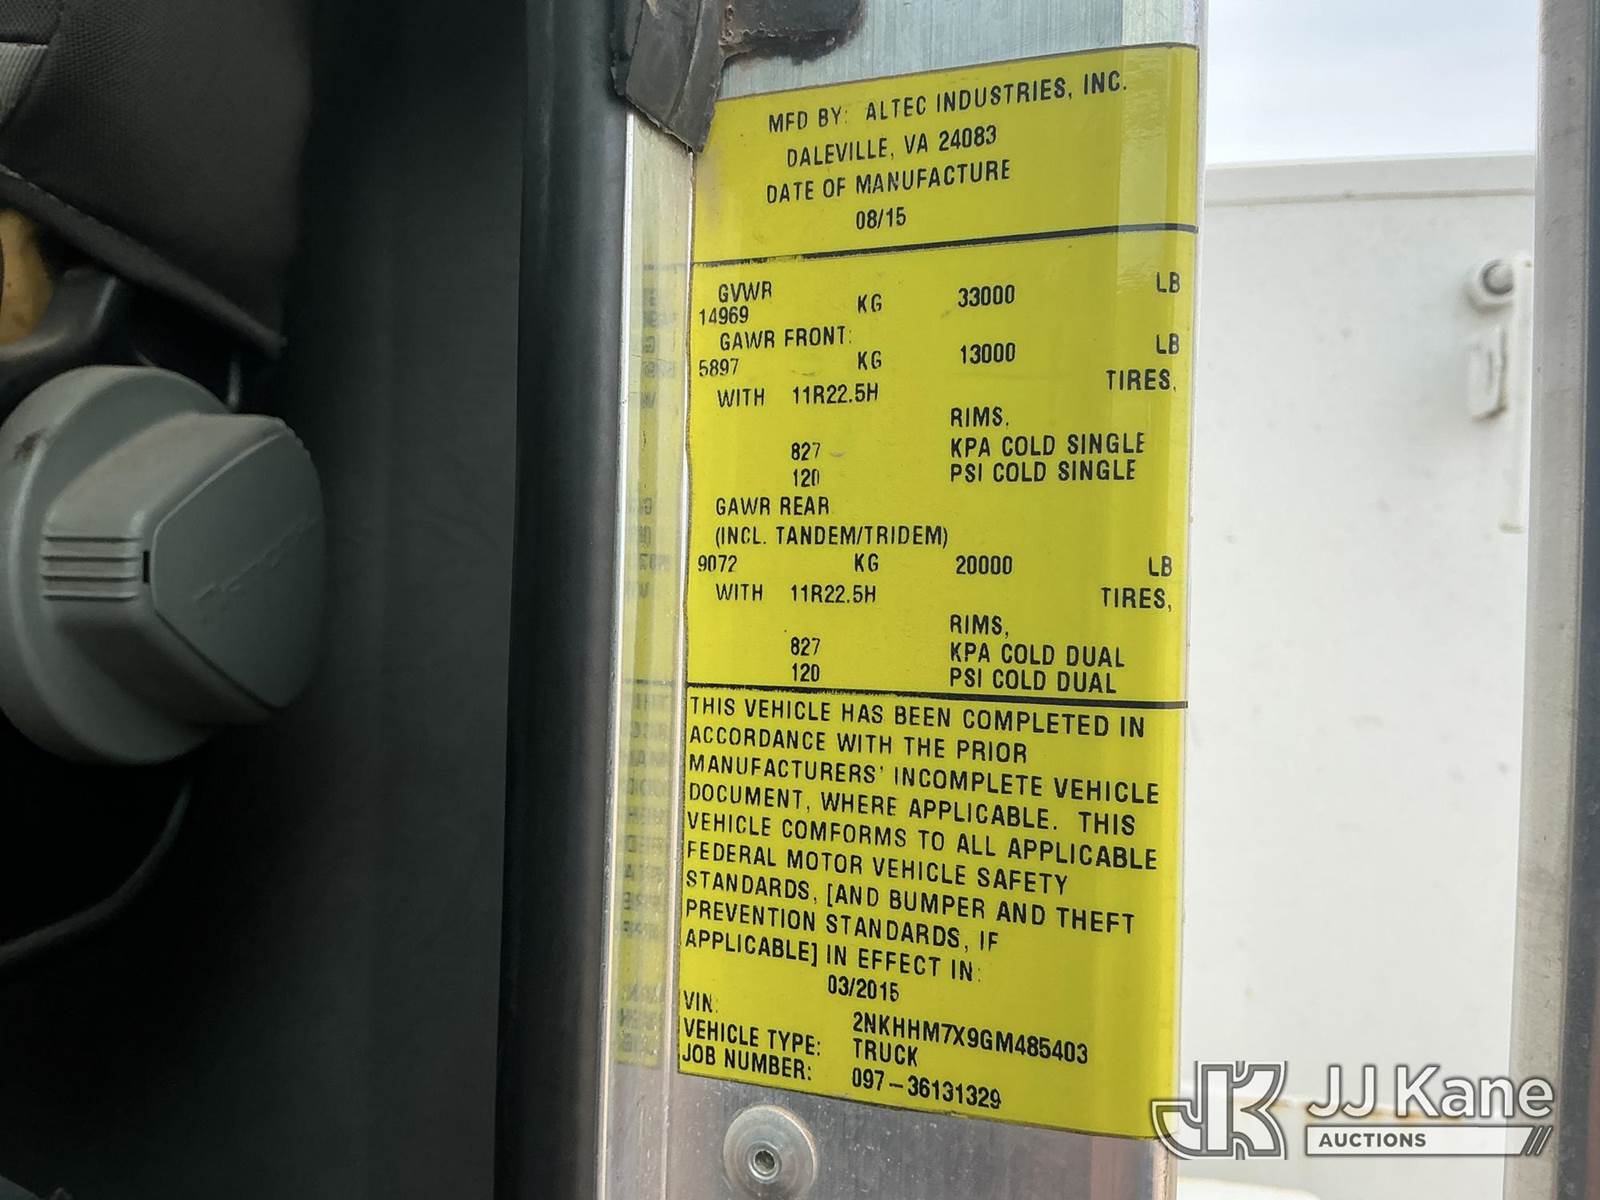 MFD BY: ALTEC INDUSTRIES, INC.
DALEVILLE, VA 24083
DATE OF MANUFACTURE
08/15
GVWR
14969 KG 33000 LB
GAWR FRONT:
5897 KG 13000 LB
WITH 11R22.5H TIRES,
RIMS,
827 KPA COLD SINGLE
120 PSI COLD SINGLE
GAWR REAR
(INCL. TANDEM/TRIDEM)
9072 KG 20000 LB
WITH 11R22.5H TIRES,
RIMS,
827 KPA COLD DUAL
120 PSI COLD DUAL
THIS VEHICLE HAS BEEN COMPLETED IN
ACCORDANCE WITH THE PRIOR
MANUFACTURERS' INCOMPLETE VEHICLE
DOCUMENT, WHERE APPLICABLE. THIS
VEHICLE COMFORMS TO ALL APPLICABLE
FEDERAL MOTOR VEHICLE SAFETY
STANDARDS, [AND BUMPER AND THEFT
PREVENTION STANDARDS, IF
APPLICABLE] IN EFFECT IN:
03/2015
VIN: 2NKHHM7X9GM485403
VEHICLE TYPE: TRUCK
JOB NUMBER: 097-36131329
JK JJ Kane
AUCTIONS